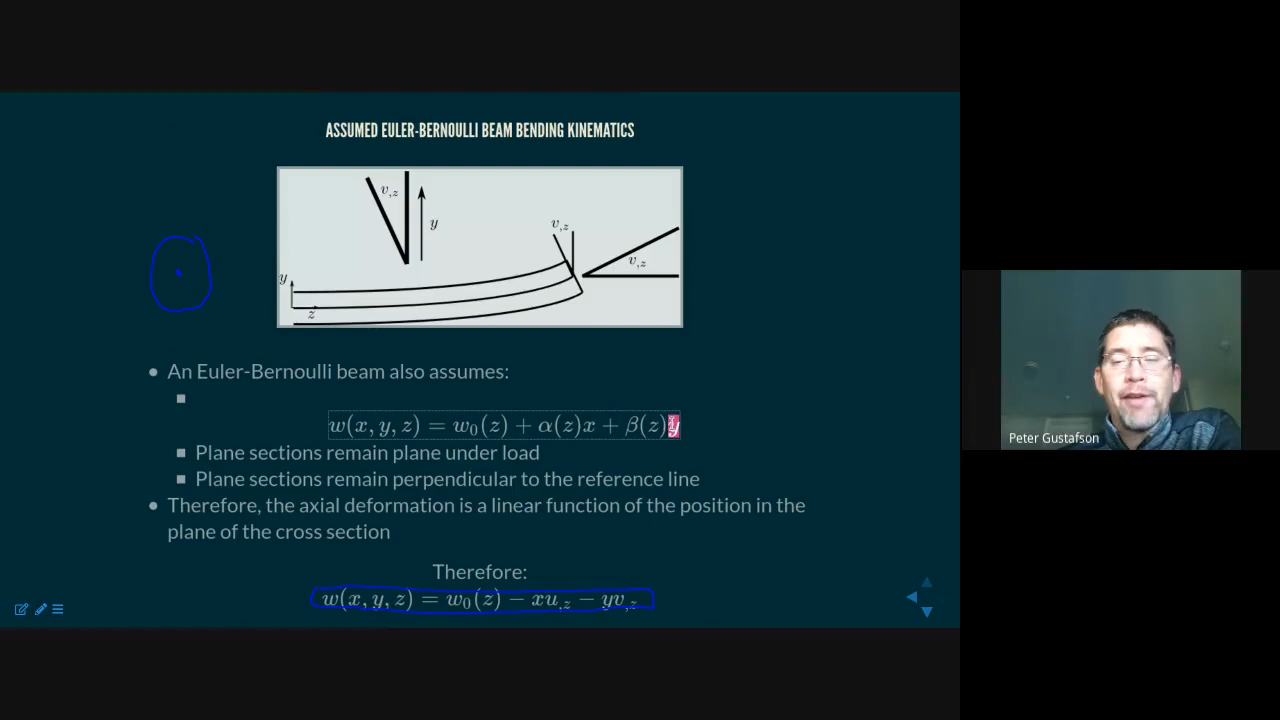 ASSUMED EULER-BERNOULLI BEAM BENDING KINEMATICS
v,z
y
v,z
v,z
y
z
• An Euler-Bernoulli beam also assumes:
w(x, y, z) = w₀(z) + α(z)x + β(z)y
Plane sections remain plane under load
Plane sections remain perpendicular to the reference line
• Therefore, the axial deformation is a linear function of the position in the
plane of the cross section
Therefore:
w(x, y, z) = w₀(z) − xu,z − yv,z
Peter Gustafson